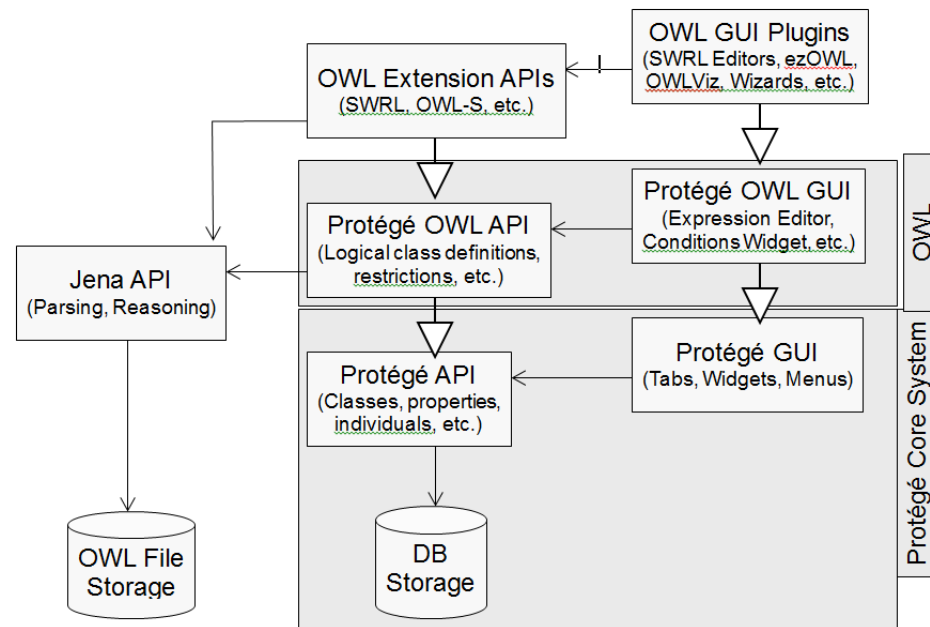 OWL GUI Plugins
(SWRL Editors, ezOWL,
OWLViz, Wizards, etc.)
OWL Extension APIs
(SWRL, OWL-S, etc.)
Protégé OWL GUI
(Expression Editor,
Conditions Widget, etc.)
OWL
Protégé OWL API
(Logical class definitions,
restrictions, etc.)
Jena API
(Parsing, Reasoning)
Protégé GUI
(Tabs, Widgets, Menus)
Protégé API
(Classes, properties,
individuals, etc.)
Protégé Core System
OWL File
Storage
DB
Storage